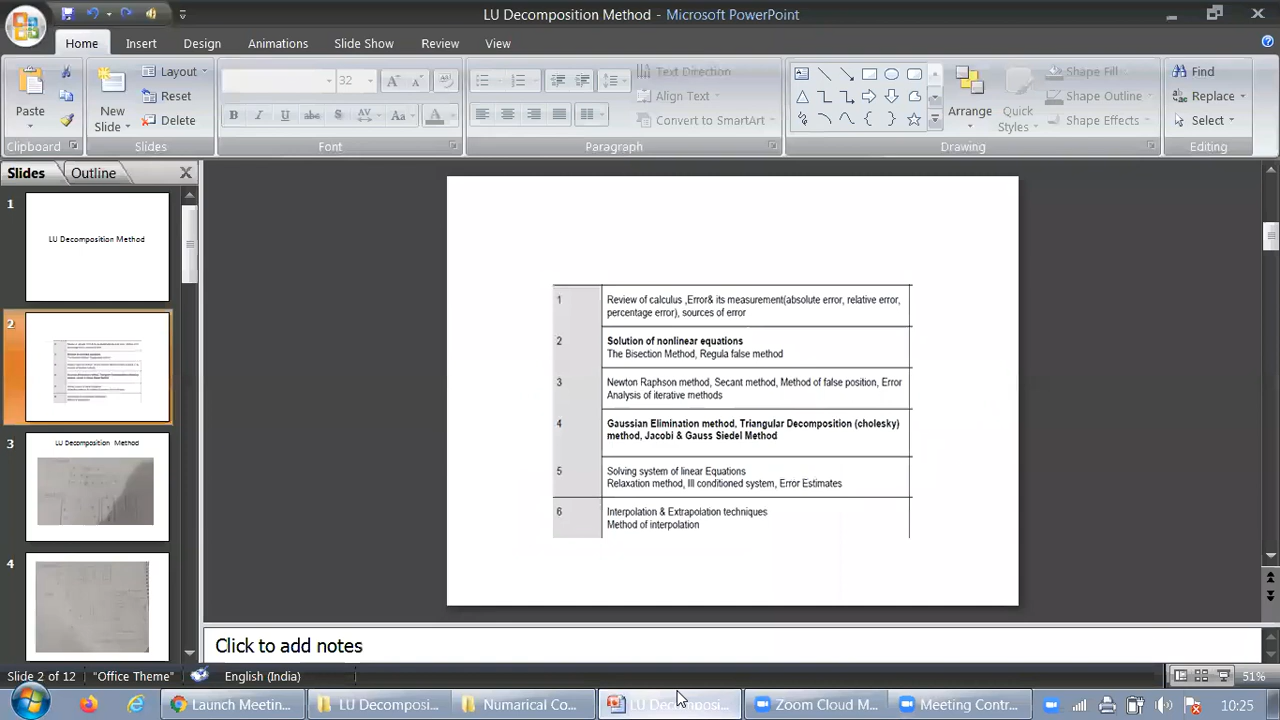 LU Decomposition Method - Microsoft PowerPoint
Home Insert Design Animations Slide Show Review View
Paste
Clipboard
New Slide
Layout
Reset
Delete
Slides
32
Font
Paragraph
Text Direction
Align Text
Convert to SmartArt
Arrange
Quick Styles
Shape Fill
Shape Outline
Shape Effects
Drawing
Find
Replace
Select
Editing
Slides Outline
1
LU Decomposition Method
2
3
LU Decomposition Method
4
1 Review of calculus ,Error& its measurement(absolute error, relative error,
percentage error), sources of error
2 Solution of nonlinear equations
The Bisection Method, Regula false method
3 Newton Raphson method, Secant method, Method of false position, Error
Analysis of iterative methods
4 Gaussian Elimination method, Triangular Decomposition (cholesky)
method, Jacobi & Gauss Siedel Method
5 Solving system of linear Equations
Relaxation method, Ill conditioned system, Error Estimates
6 Interpolation & Extrapolation techniques
Method of interpolation
Click to add notes
Slide 2 of 12 "Office Theme" English (India) 51%
Launch Meetin... LU Decomposi... Numarical Co... LU Decomposi... Zoom Cloud M... Meeting Contr... 10:25